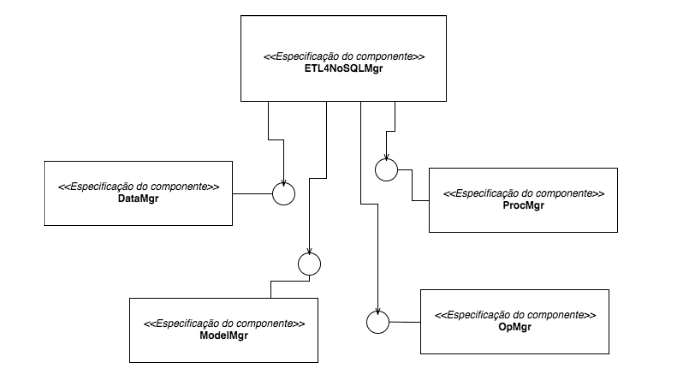 <<Especificação do componente>>
ETL4NoSQLMgr
<<Especificação do componente>>
DataMgr
<<Especificação do componente>>
ProcMgr
<<Especificação do componente>>
ModelMgr
<<Especificação do componente>>
OpMgr